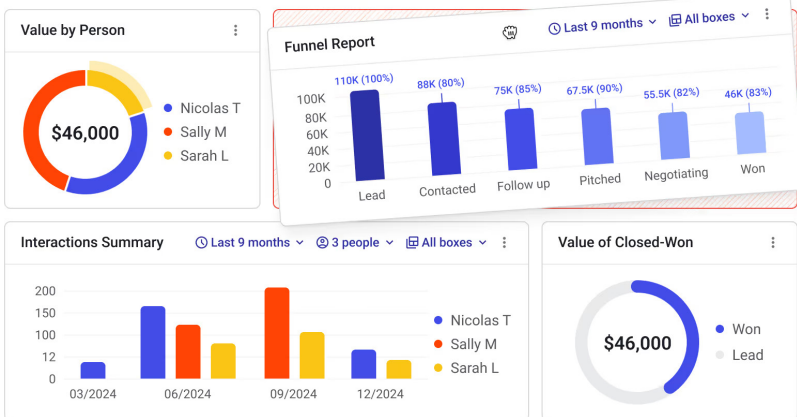 Value by Person
$46,000
Nicolas T
Sally M
Sarah L
Funnel Report
Last 9 months
All boxes
110K (100%)
88K (80%)
75K (85%)
67.5K (90%)
55.5K (82%)
46K (83%)
100K
80K
60K
40K
20K
0
Lead
Contacted
Follow up
Pitched
Negotiating
Won
Interactions Summary
Last 9 months
3 people
All boxes
200
150
100
12
0
03/2024
06/2024
09/2024
12/2024
Nicolas T
Sally M
Sarah L
Value of Closed-Won
$46,000
Won
Lead